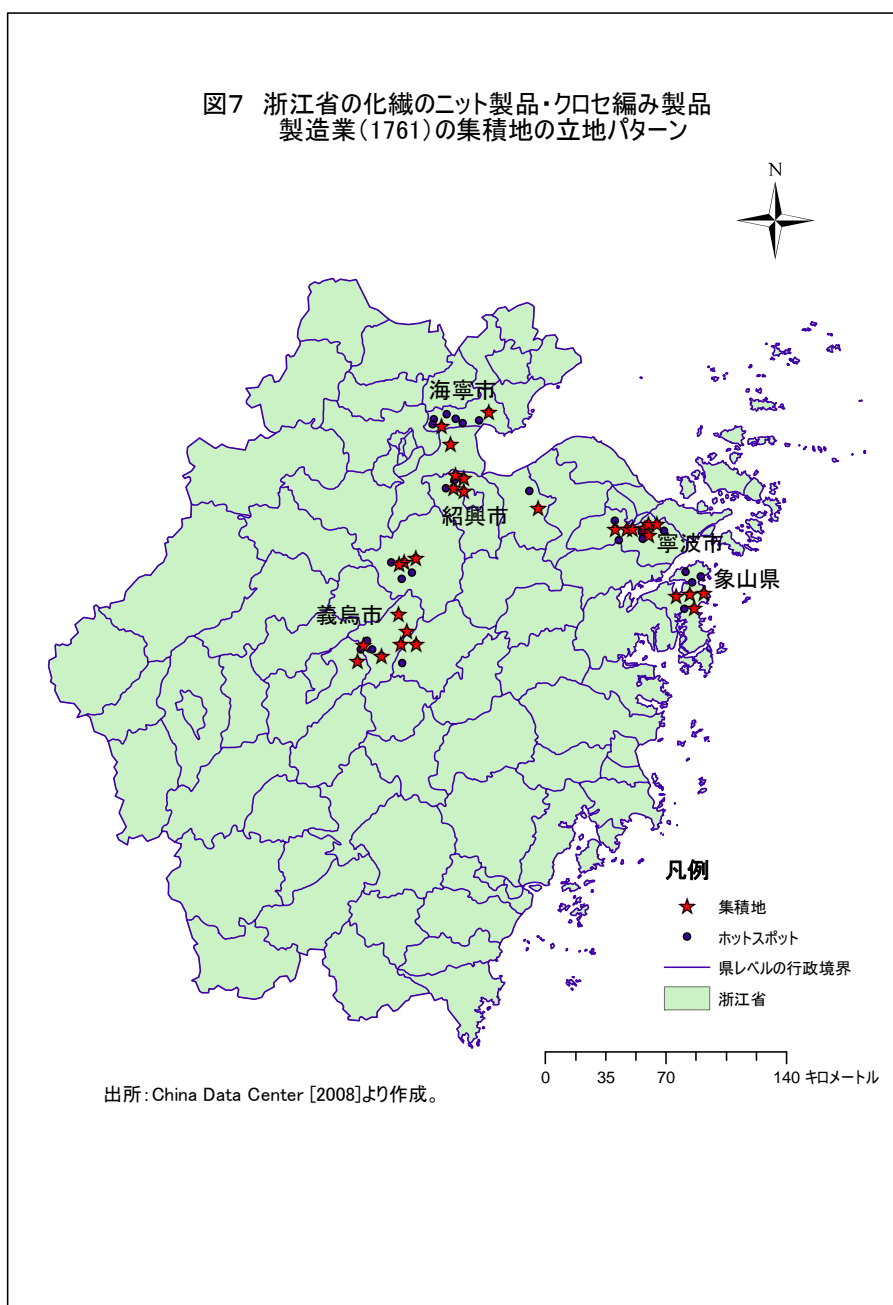 図7 浙江省の化繊のニット製品・クロセ編み製品
製造業(1761)の集積地の立地パターン
N
海寧市
紹興市
寧波市
象山県
義烏市
凡例
集積地
ホットスポット
県レベルの行政境界
浙江省
0 35 70 140 キロメートル
出所:China Data Center [2008]より作成。